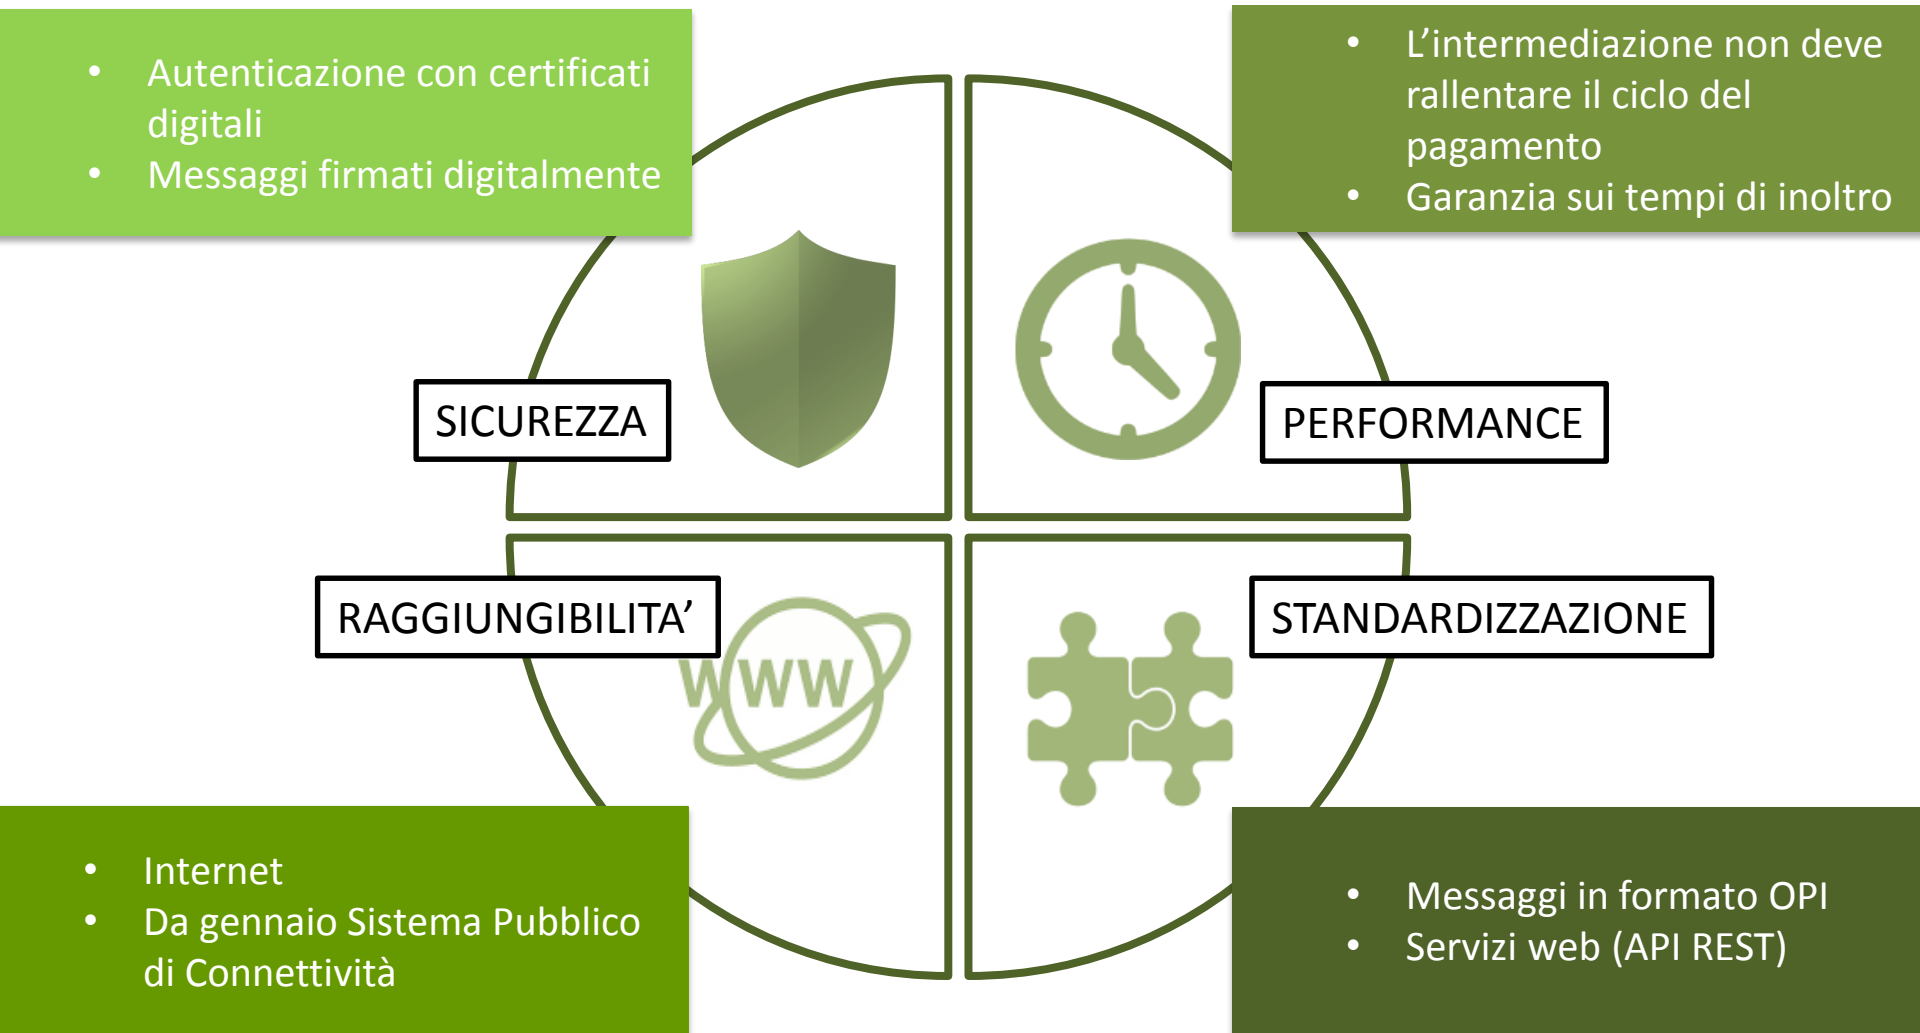 • Autenticazione con certificati
digitali
• Messaggi firmati digitalmente
• L’intermediazione non deve
rallentare il ciclo del
pagamento
• Garanzia sui tempi di inoltro
SICUREZZA
PERFORMANCE
RAGGIUNGIBILITA’
STANDARDIZZAZIONE
WWW
• Internet
• Da gennaio Sistema Pubblico
di Connettività
• Messaggi in formato OPI
• Servizi web (API REST)